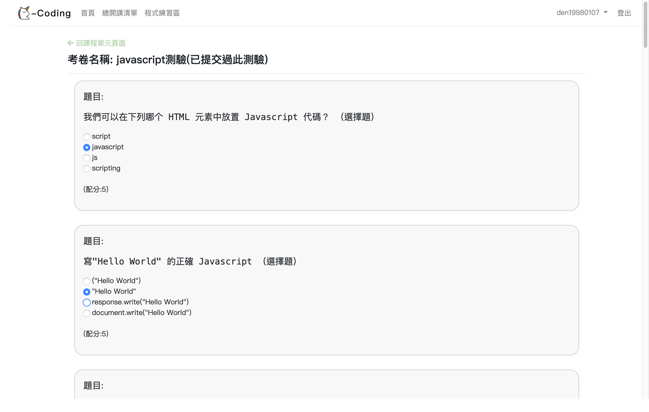 -Coding 首頁 總開課清單 程式練習區 den19980107 登出
← 回課程單元頁面
考卷名稱: javascript測驗(已提交過此測驗)
題目:
我們可以在下列哪个 HTML 元素中放置 Javascript 代碼？ (選擇題)
script
javascript
js
scripting
(配分:5)
題目:
寫"Hello World" 的正確 Javascript (選擇題)
("Hello World")
"Hello World"
response.write("Hello World")
document.write("Hello World")
(配分:5)
題目: